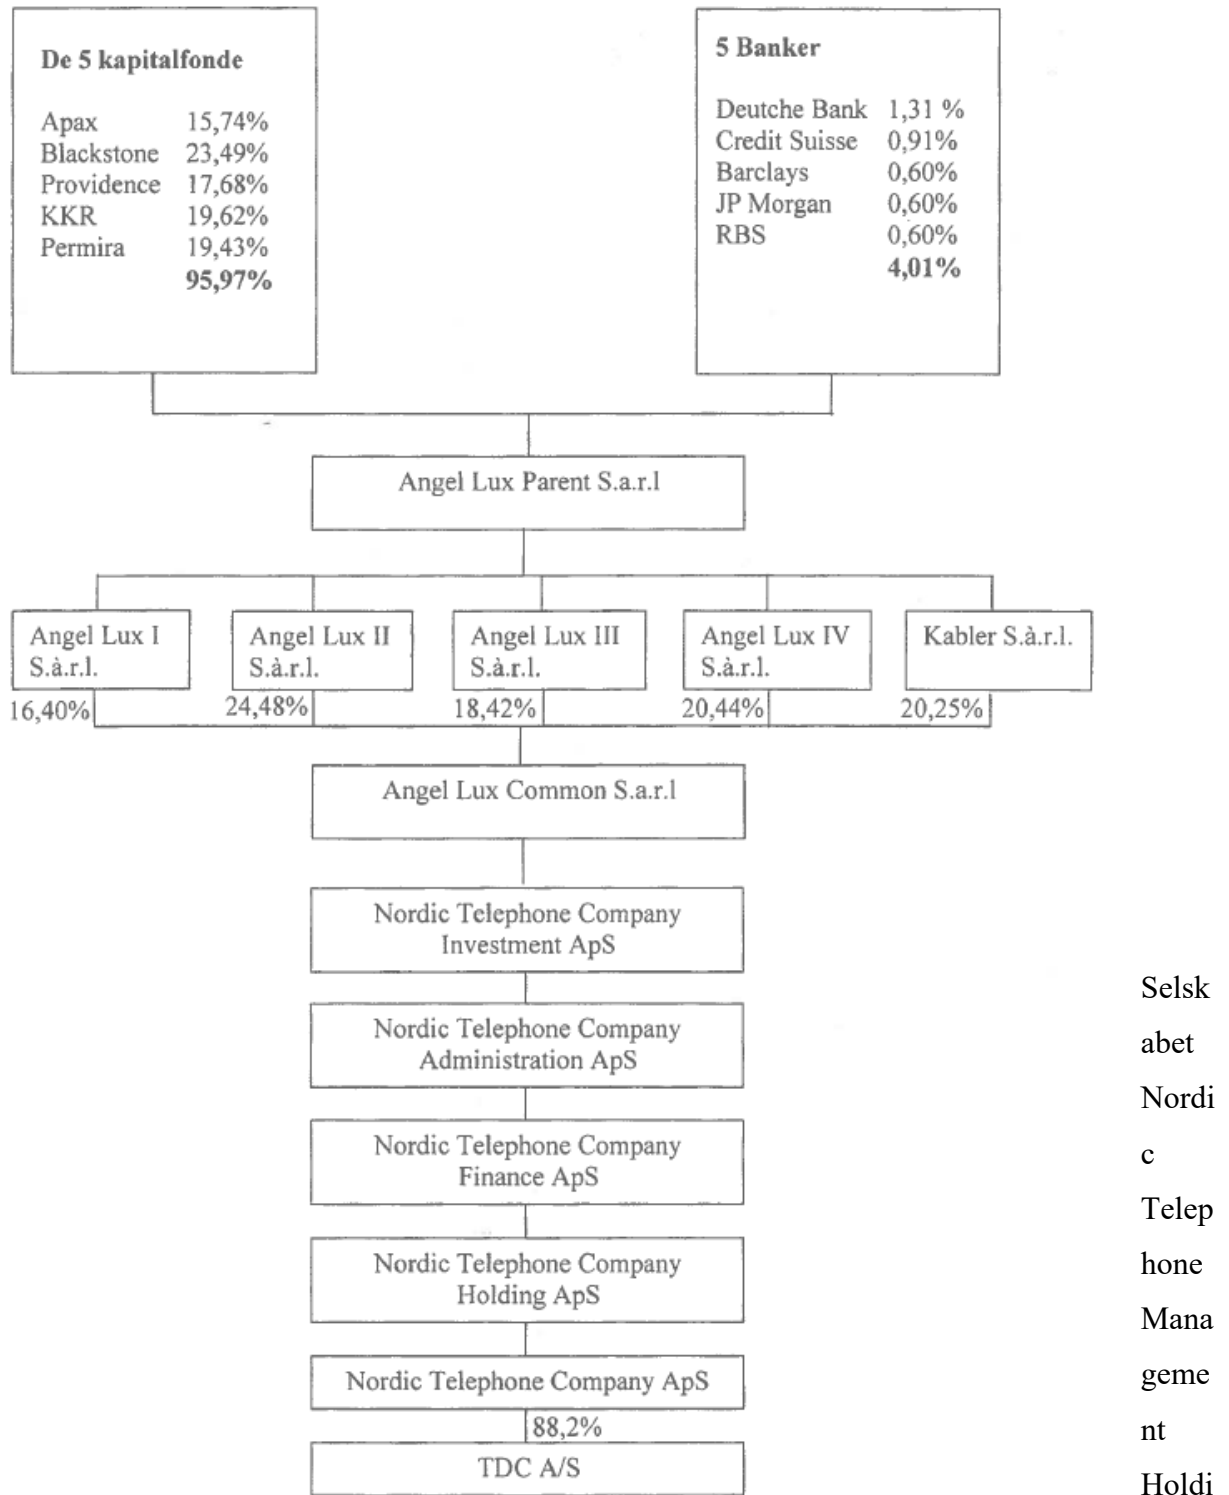 De 5 kapitalfonde
Apax 15,74%
Blackstone 23,49%
Providence 17,68%
KKR 19,62%
Permira 19,43%
95,97%
5 Banker
Deutche Bank 1,31 %
Credit Suisse 0,91%
Barclays 0,60%
JP Morgan 0,60%
RBS 0,60%
4,01%
Angel Lux Parent S.a.r.l
Angel Lux I
S.à.r.l.
Angel Lux II
S.à.r.l.
Angel Lux III
S.à.r.l.
Angel Lux IV
S.à.r.l.
Kabler S.à.r.l.
16,40%
24,48%
18,42%
20,44%
20,25%
Angel Lux Common S.a.r.l
Nordic Telephone Company
Investment ApS
Nordic Telephone Company
Administration ApS
Nordic Telephone Company
Finance ApS
Nordic Telephone Company
Holding ApS
Nordic Telephone Company ApS
88,2%
TDC A/S
Selsk
abet
Nordi
c
Telep
hone
Mana
geme
nt
Holdi